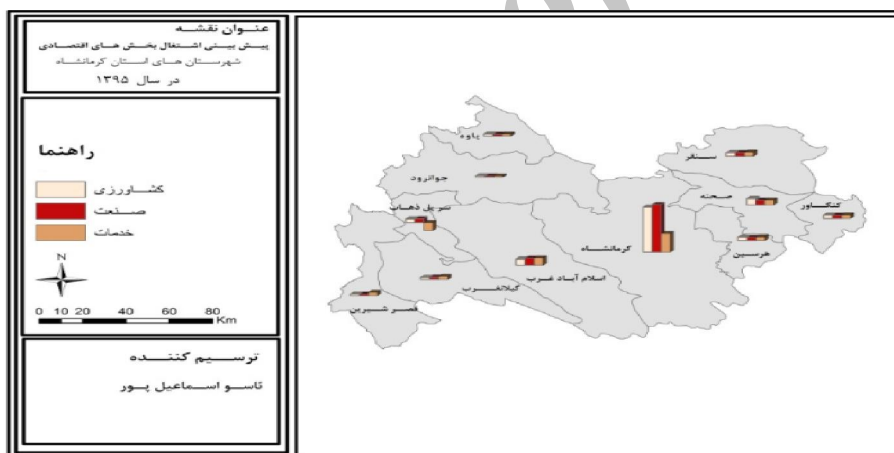 عنوان نقشه
پیش بینی اشتغال بخش های اقتصادی
شهرستان های استان کرمانشاه
در سال ۱۳۹۵
راهنما
کشاورزی
صنعت
خدمات
N
0 10 20 40 60 80
Km
ترسیم کننده
تاسو اسماعیل پور
پاوه
سنقر
جوانرود
صحنه
کنگاور
سرپل ذهاب
کرمانشاه
هرسین
اسلام آباد غرب
گیلانغرب
قصر شیرین